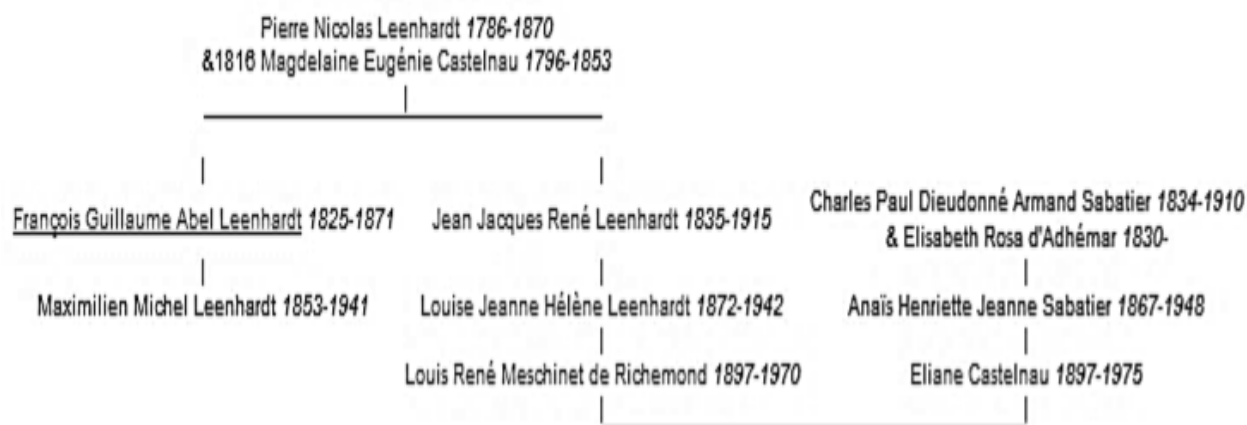 Pierre Nicolas Leenhardt 1786-1870
&1816 Magdelaine Eugénie Castelnau 1796-1853
François Guillaume Abel Leenhardt 1825-1871
Jean Jacques René Leenhardt 1835-1915
Charles Paul Dieudonné Armand Sabatier 1834-1910
& Elisabeth Rosa d'Adhémar 1830-
Maximilien Michel Leenhardt 1853-1941
Louise Jeanne Hélène Leenhardt 1872-1942
Anaïs Henriette Jeanne Sabatier 1867-1948
Louis René Meschinet de Richemond 1897-1970
Eliane Castelnau 1897-1975